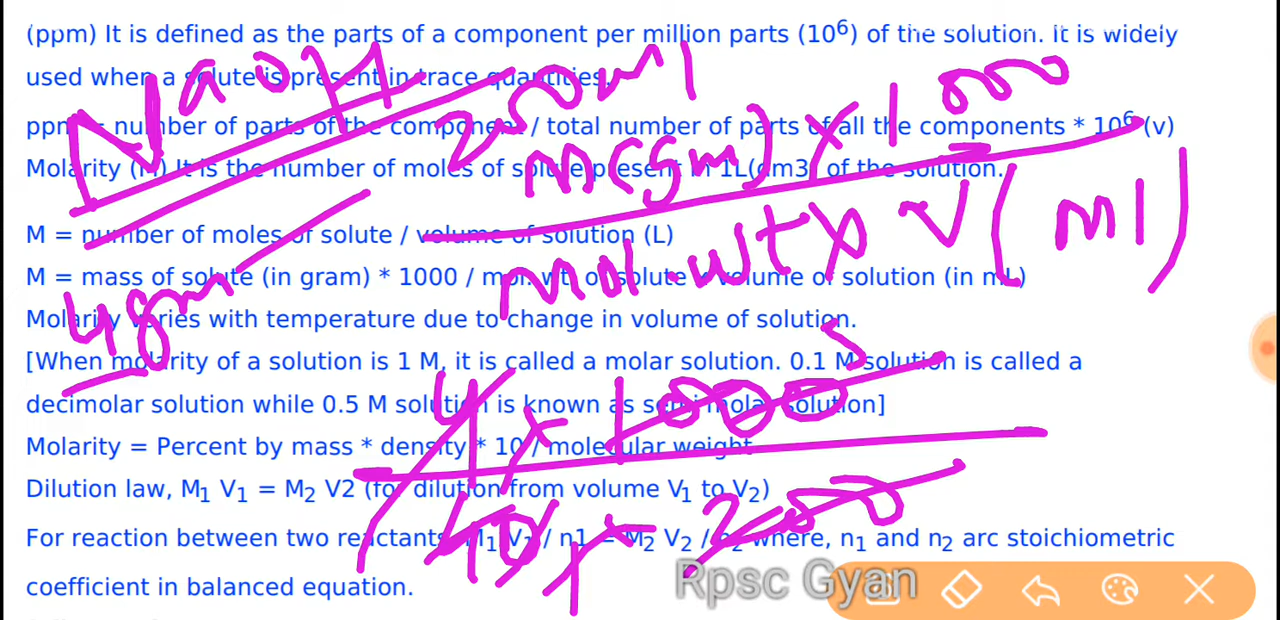 (ppm) It is defined as the parts of a component per million parts (10⁶) of the solution. It is widely
used when a solute is present in trace quantities.
ppm = number of parts of the component / total number of parts of all the components * 10⁶ (v)
Molarity (M) It is the number of moles of solute present in 1L(dm3) of the solution.
M = number of moles of solute / volume of solution (L)
M = mass of solute (in gram) * 1000 / mol. wt. of solute × volume of solution (in mL)
Molarity varies with temperature due to change in volume of solution.
[When molarity of a solution is 1 M, it is called a molar solution. 0.1 M solution is called a
decimolar solution while 0.5 M solution is known as semi molar solution]
Molarity = Percent by mass * density * 10 / molecular weight
Dilution law, M₁ V₁ = M₂ V2 (for dilution from volume V₁ to V₂)
For reaction between two reactants, M₁ V₁ / n1 = M₂ V₂ / n₂ where, n₁ and n₂ arc stoichiometric
coefficient in balanced equation.
NaOH
200 ml
4gm
m(gm) × 1000
mol. wt × V(ml)
5
4 × 1000
40 × 200
Rpsc Gyan